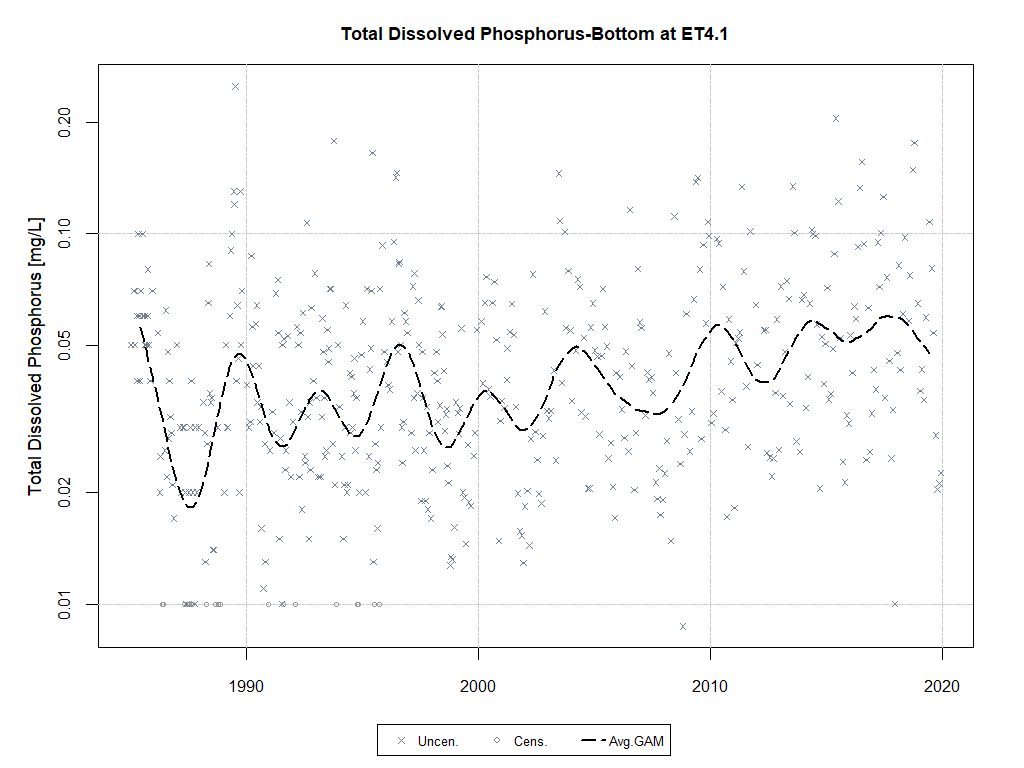 Total Dissolved Phosphorus-Bottom at ET4.1
Total Dissolved Phosphorus [mg/L]
0.20
0.10
0.05
0.02
0.01
1990 2000 2010 2020
Uncen. Cens. Avg.GAM